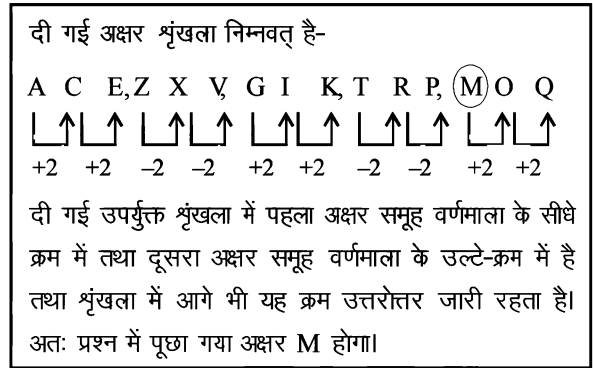 दी गई अक्षर श्रृंखला निम्नवत् है-
A C E, Z X V, G I K, T R P, M O Q
+2 +2 –2 –2 +2 +2 –2 –2 +2 +2
दी गई उपर्युक्त श्रृंखला में पहला अक्षर समूह वर्णमाला के सीधे
क्रम में तथा दूसरा अक्षर समूह वर्णमाला के उल्टे-क्रम में है
तथा श्रृंखला में आगे भी यह क्रम उत्तरोत्तर जारी रहता है।
अतः प्रश्न में पूछा गया अक्षर M होगा।